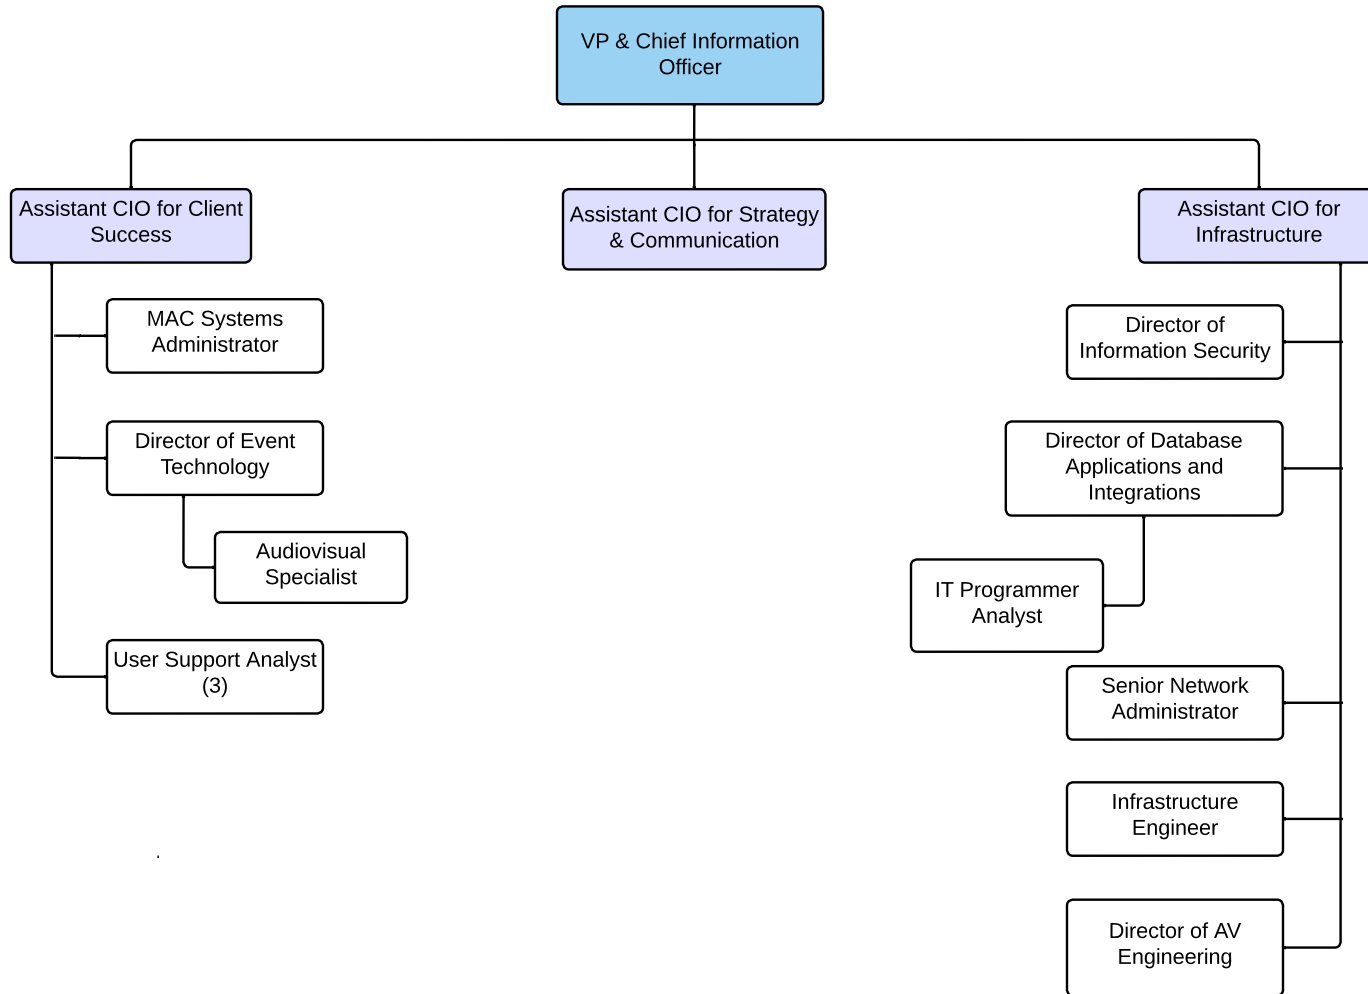 VP & Chief Information
Officer
Assistant CIO for Client
Success
Assistant CIO for Strategy
& Communication
Assistant CIO for
Infrastructure
MAC Systems
Administrator
Director of Event
Technology
Audiovisual
Specialist
User Support Analyst
(3)
Director of
Information Security
Director of Database
Applications and
Integrations
IT Programmer
Analyst
Senior Network
Administrator
Infrastructure
Engineer
Director of AV
Engineering